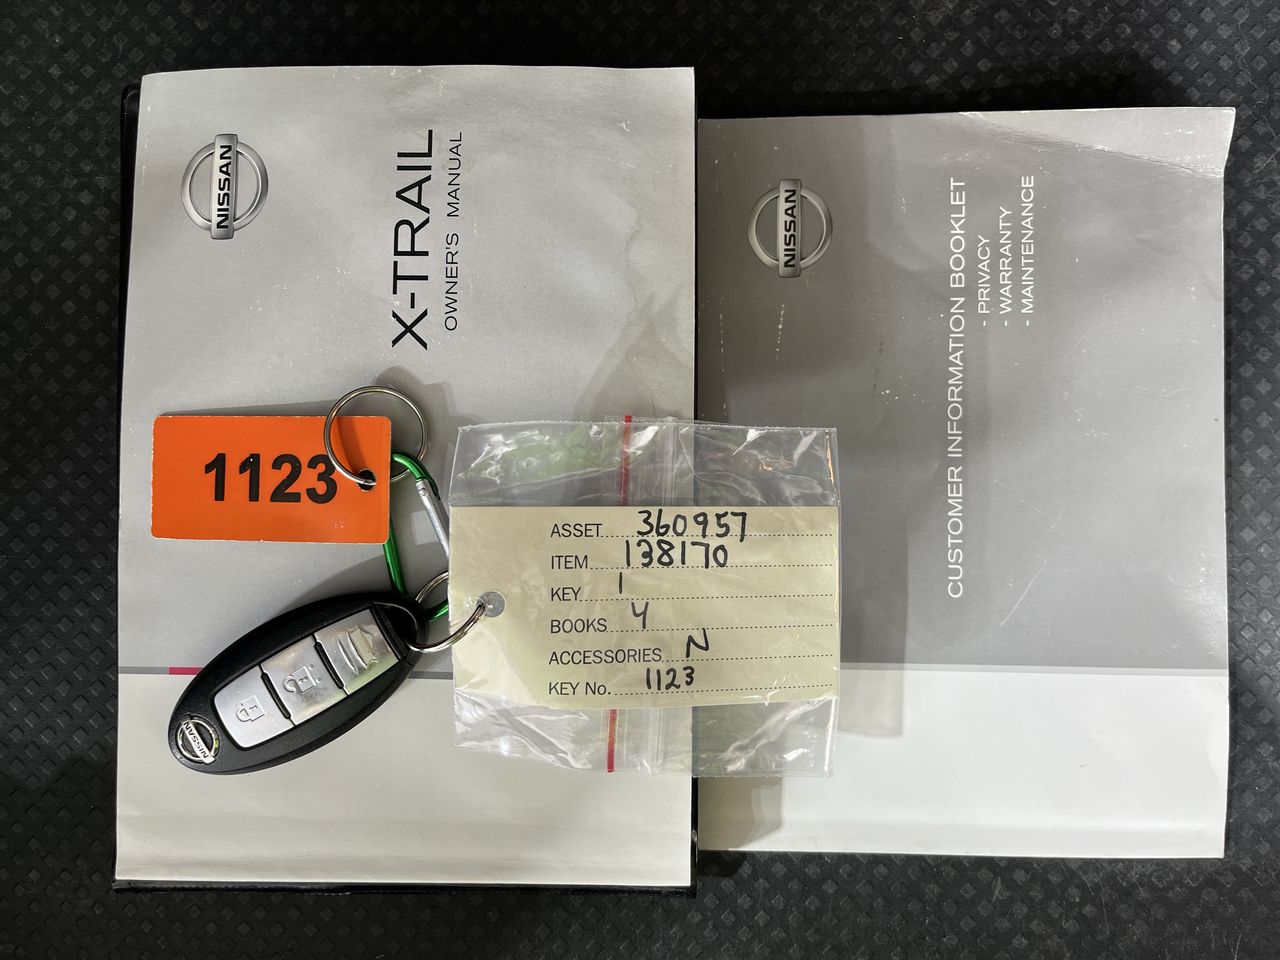 NISSAN
X-TRAIL
OWNER'S MANUAL
NISSAN
CUSTOMER INFORMATION BOOKLET
- PRIVACY
- WARRANTY
- MAINTENANCE
1123
ASSET 360957
ITEM 138170
KEY 1
BOOKS 4
ACCESSORIES N
KEY No. 1123
NISSAN